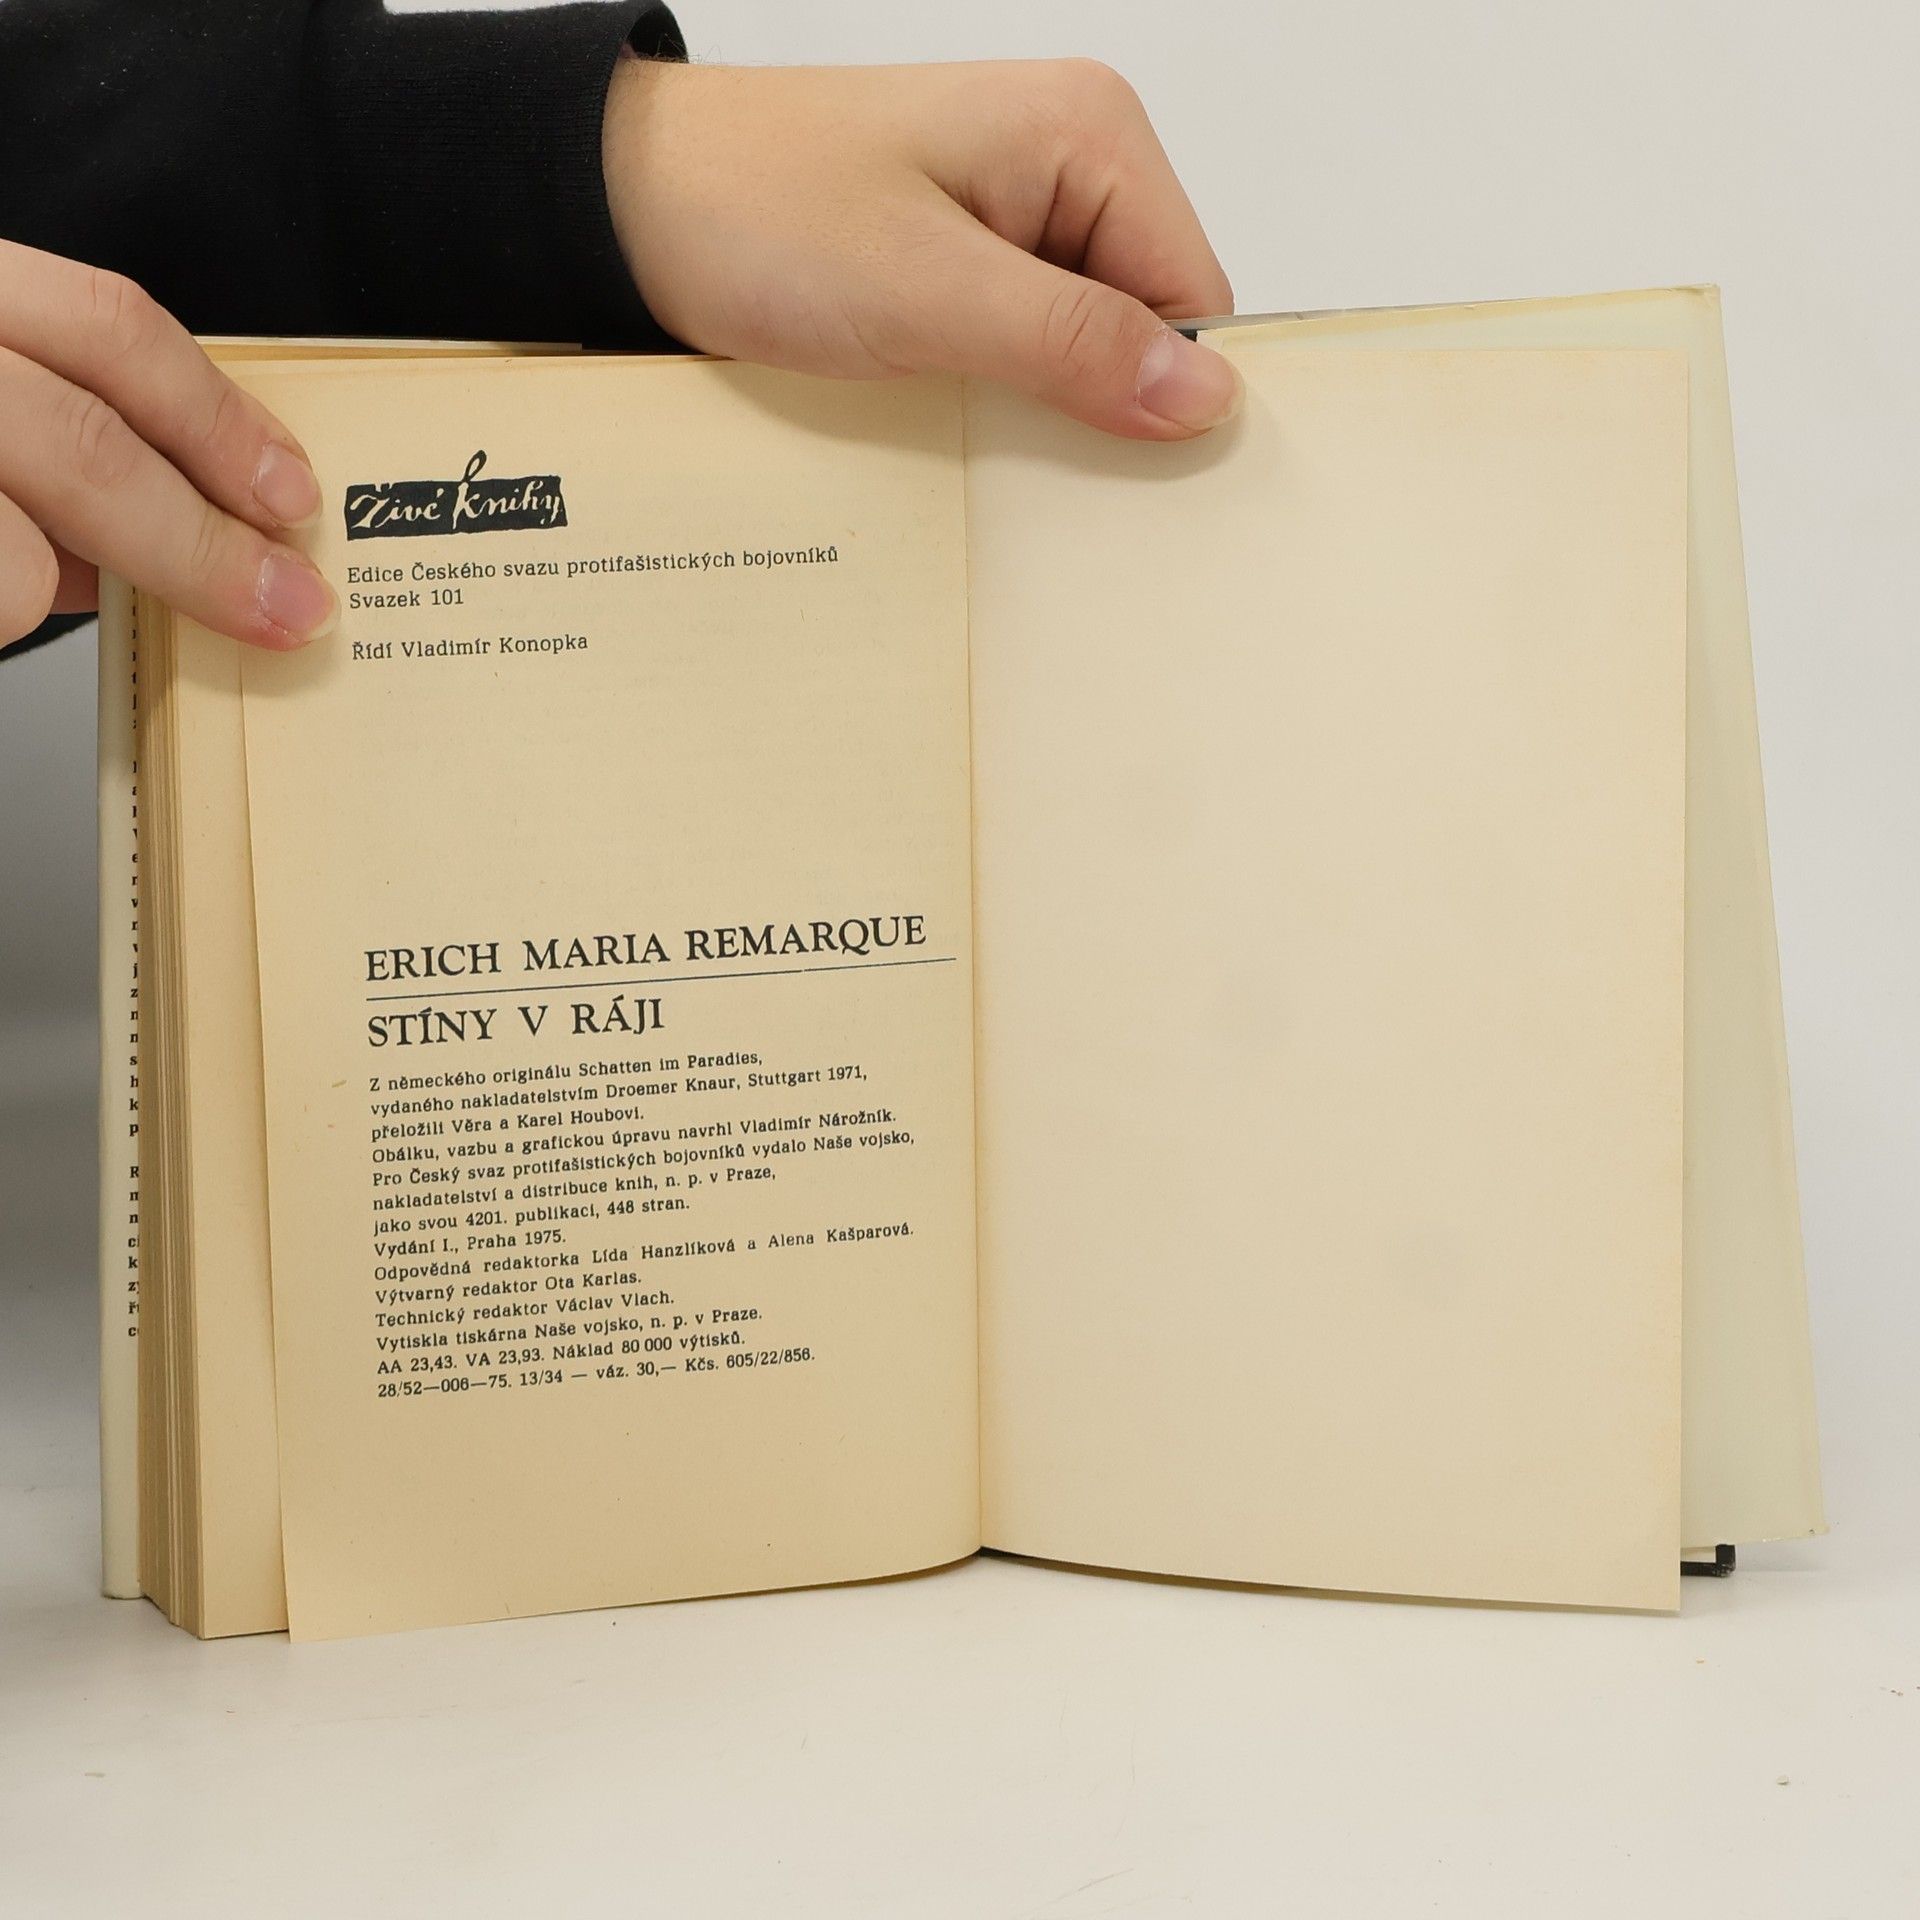 Živé knihy
Edice Českého svazu protifašistických bojovníků
Svazek 101
Řídí Vladimír Konopka
ERICH MARIA REMARQUE
STÍNY V RÁJI
Z německého originálu Schatten im Paradies,
vydaného nakladatelstvím Droemer Knaur, Stuttgart 1971,
přeložili Věra a Karel Houbovi.
Obálku, vazbu a grafickou úpravu navrhl Vladimír Nárožník.
Pro Český svaz protifašistických bojovníků vydalo Naše vojsko,
nakladatelství a distribuce knih, n. p. v Praze,
jako svou 4201. publikaci, 448 stran.
Vydání I., Praha 1975.
Odpovědná redaktorka Lída Hanzlíková a Alena Kašparová.
Výtvarný redaktor Ota Karlas.
Technický redaktor Václav Vlach.
Vytiskla tiskárna Naše vojsko, n. p. v Praze.
AA 23,43. VA 23,93. Náklad 80 000 výtisků.
28/52—006—75. 13/34 — váz. 30,— Kčs. 605/22/856.